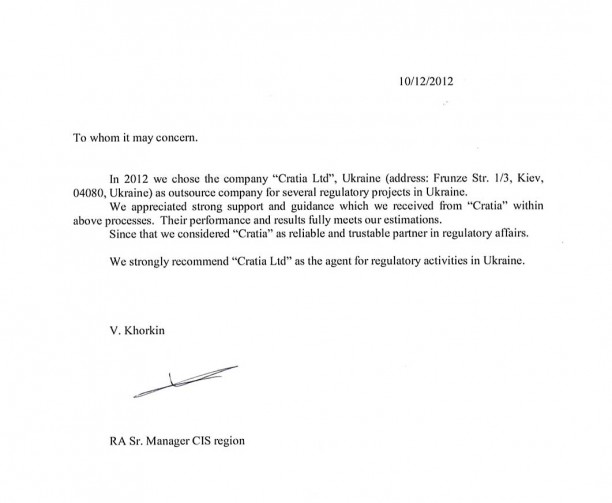 10/12/2012
To whom it may concern.
In 2012 we chose the company “Cratia Ltd”, Ukraine (address: Frunze Str. 1/3, Kiev,
04080, Ukraine) as outsource company for several regulatory projects in Ukraine.
We appreciated strong support and guidance which we received from “Cratia” within
above processes. Their performance and results fully meets our estimations.
Since that we considered “Cratia” as reliable and trustable partner in regulatory affairs.
We strongly recommend “Cratia Ltd” as the agent for regulatory activities in Ukraine.
V. Khorkin
RA Sr. Manager CIS region